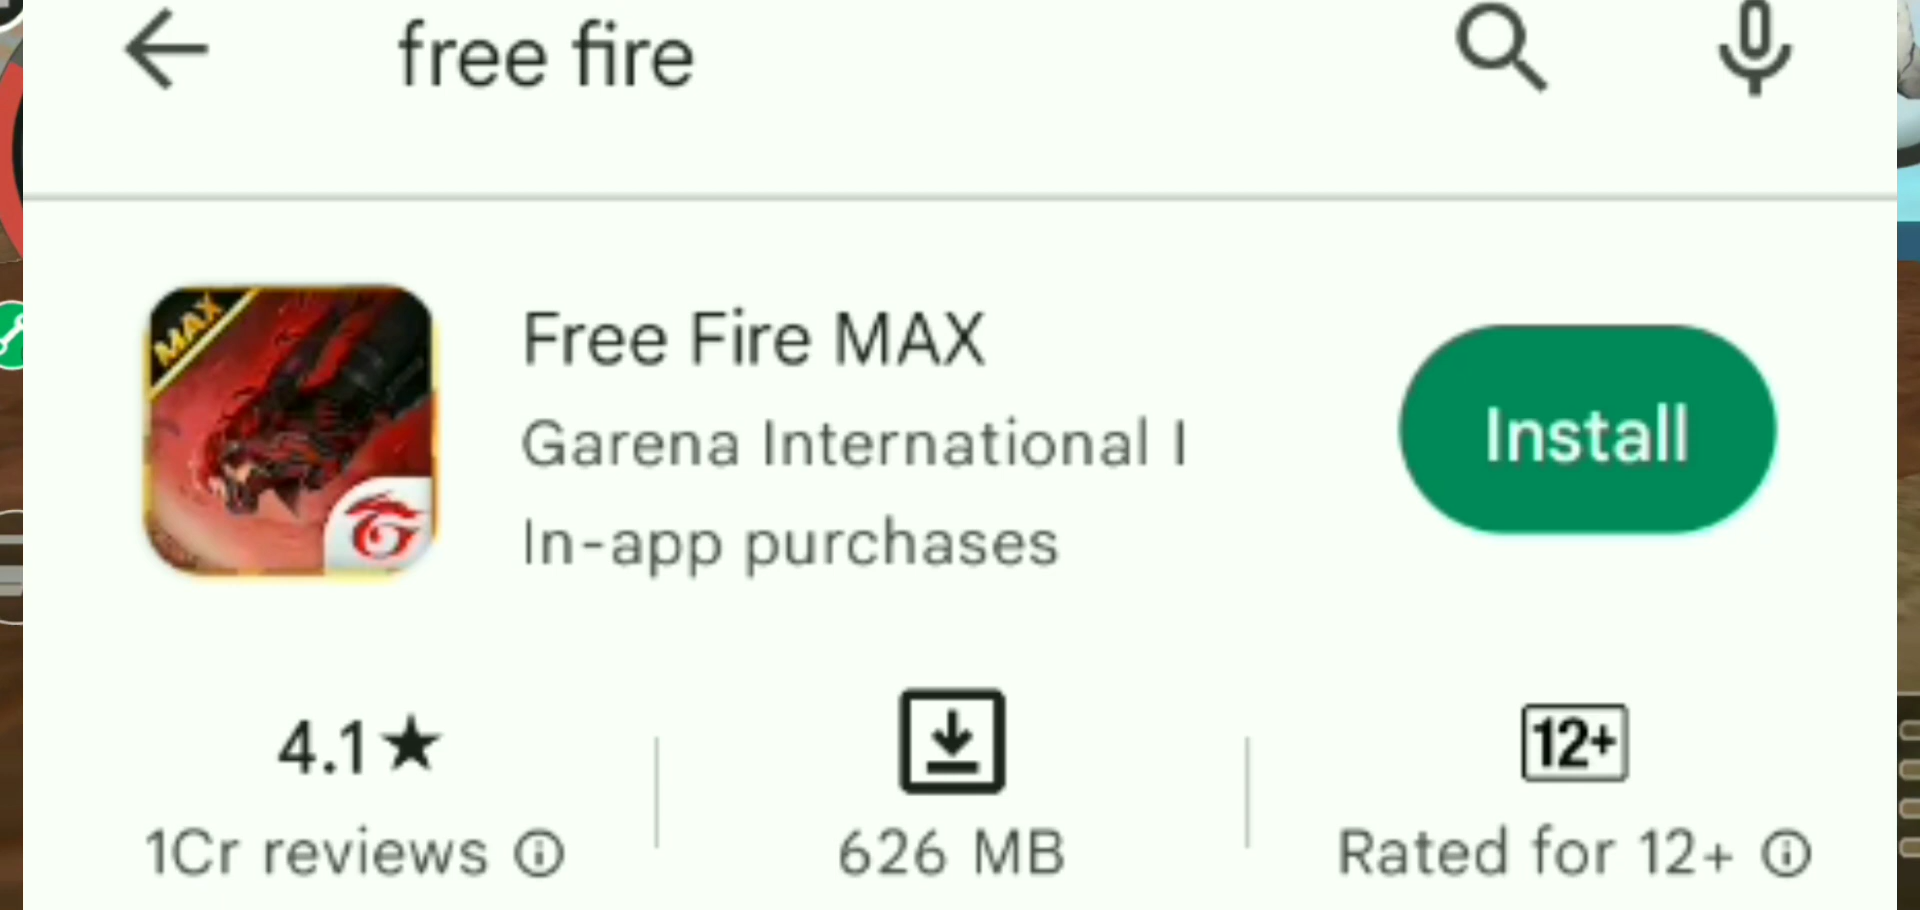 free fire
MAX
Free Fire MAX
Garena International I
In-app purchases
Install
4.1★
1Cr reviews
626 MB
12+
Rated for 12+